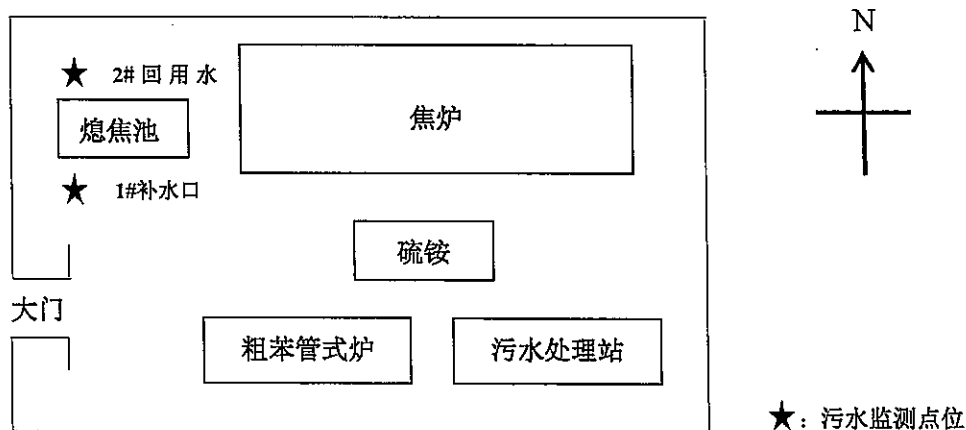 N
2# 回 用 水
熄焦池
焦炉
1#补水口
硫铵
大门
粗苯管式炉
污水处理站
★：污水监测点位